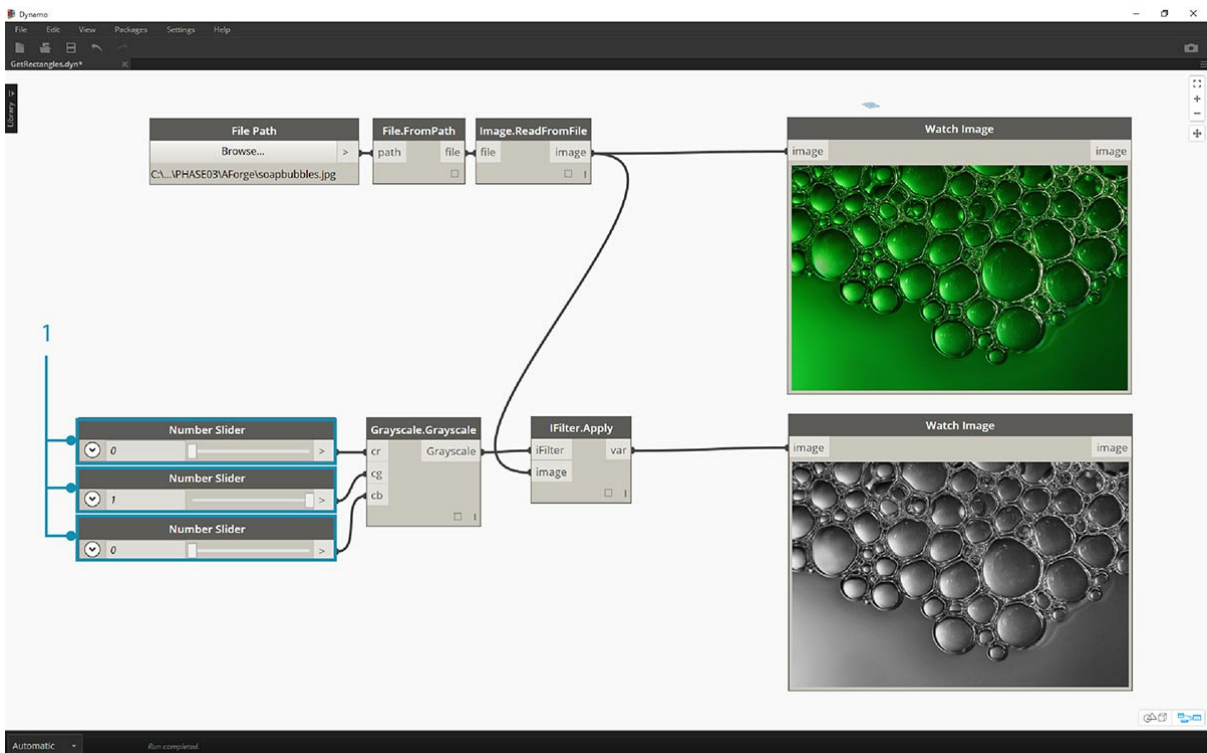 Dynamo
File Edit View Packages Settings Help
GetRectangles.dyn*
Library
File Path
Browse... >
C:\...\PHASE03\AForge\soapbubbles.jpg
File.FromPath
path file
Image.ReadFromFile
file image
Watch Image
image image
1
Number Slider
0 >
Number Slider
1 >
Number Slider
0 >
Grayscale.Grayscale
cr Grayscale
cg
cb
IFilter.Apply
iFilter var
image
Watch Image
image image
Automatic
Run completed.